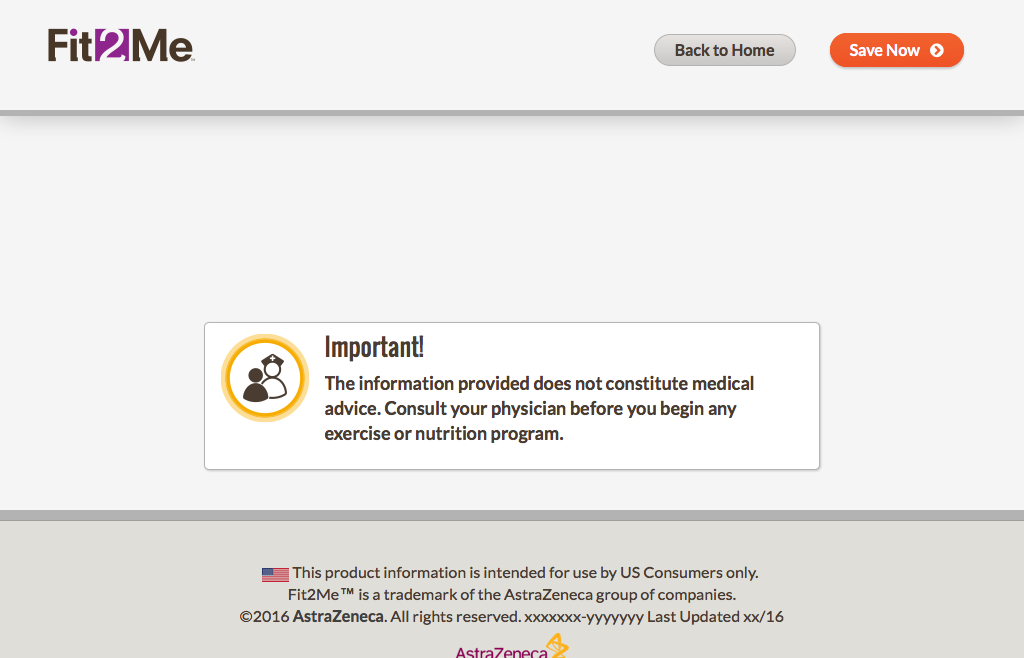 Fit2Me™
Back to Home
Save Now
Important!
The information provided does not constitute medical
advice. Consult your physician before you begin any
exercise or nutrition program.
This product information is intended for use by US Consumers only.
Fit2Me™ is a trademark of the AstraZeneca group of companies.
©2016 AstraZeneca. All rights reserved. xxxxxxx-yyyyyyy Last Updated xx/16
AstraZeneca